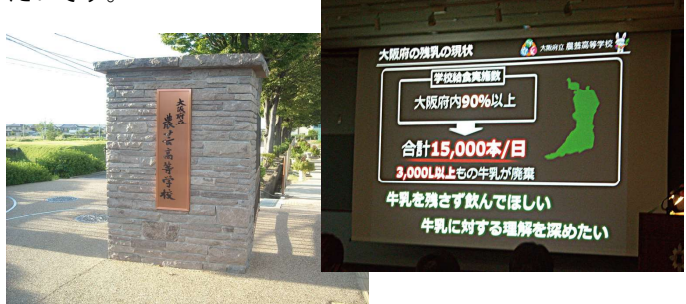 大阪府立
農芸高等学校
大阪府の残乳の現状
大阪府立 農芸高等学校
学校給食実施数
大阪府内90%以上
合計15,000本/日
3,000L以上もの牛乳が廃棄
牛乳を残さず飲んでほしい
牛乳に対する理解を深めたい